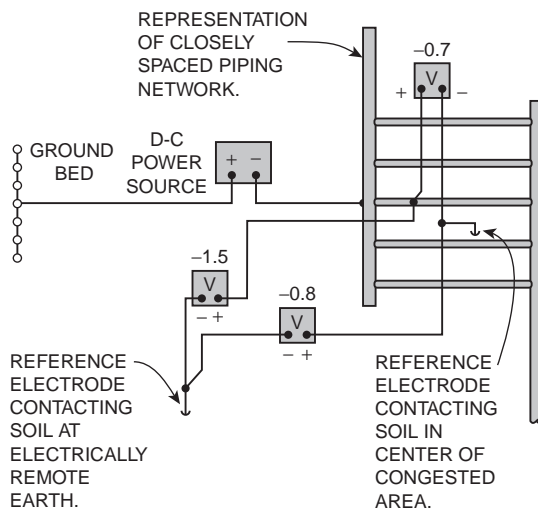 REPRESENTATION
OF CLOSELY
SPACED PIPING
NETWORK.
–0.7
V
+ –
GROUND
BED
D-C
POWER
SOURCE
+ –
–1.5
V
– +
–0.8
V
– +
REFERENCE
ELECTRODE
CONTACTING
SOIL AT
ELECTRICALLY
REMOTE
EARTH.
REFERENCE
ELECTRODE
CONTACTING
SOIL IN
CENTER OF
CONGESTED
AREA.